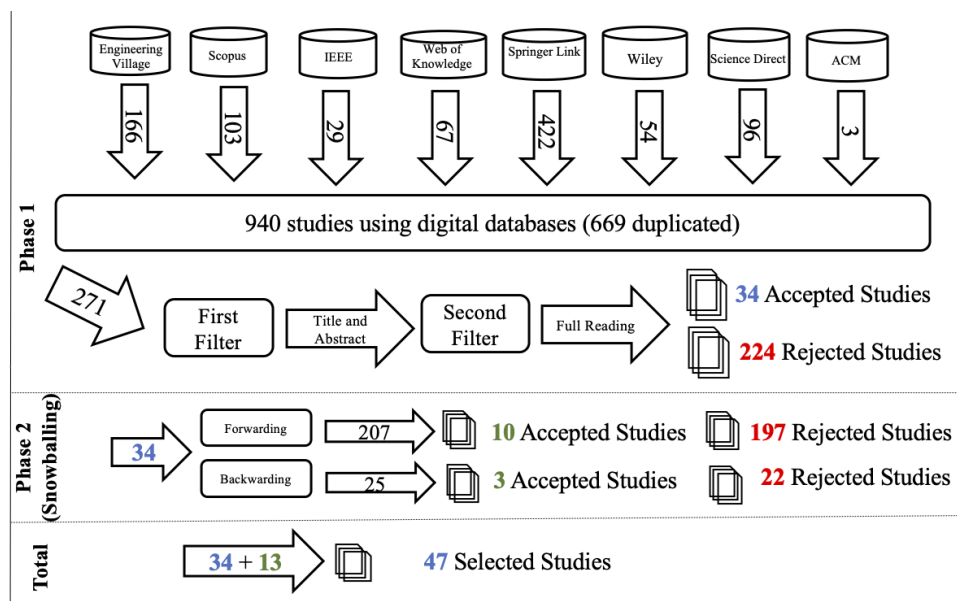 Engineering
Village
Scopus
IEEE
Web of
Knowledge
Springer Link
Wiley
Science Direct
ACM
166
103
29
67
422
54
96
3
Phase 1
940 studies using digital databases (669 duplicated)
271
First
Filter
Title and
Abstract
Second
Filter
Full Reading
34 Accepted Studies
224 Rejected Studies
Phase 2
(Snowballing)
34
Forwarding
207
10 Accepted Studies
197 Rejected Studies
Backwarding
25
3 Accepted Studies
22 Rejected Studies
Total
34 + 13
47 Selected Studies